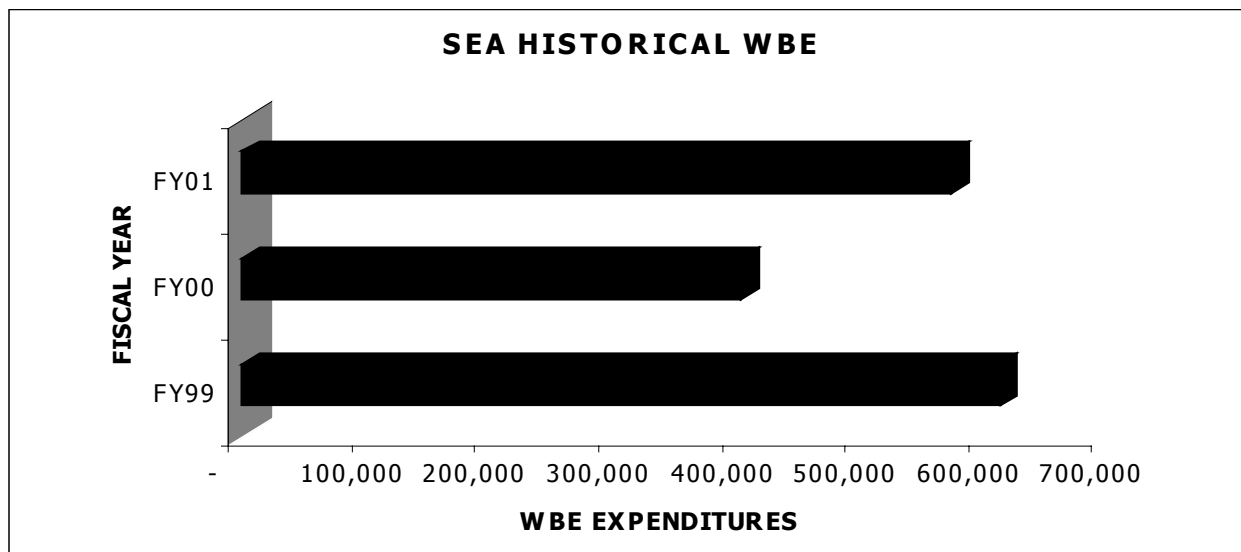 SEA HISTORICAL WBE
FISCAL YEAR
FY01
FY00
FY99
- 100,000 200,000 300,000 400,000 500,000 600,000 700,000
WBE EXPENDITURES